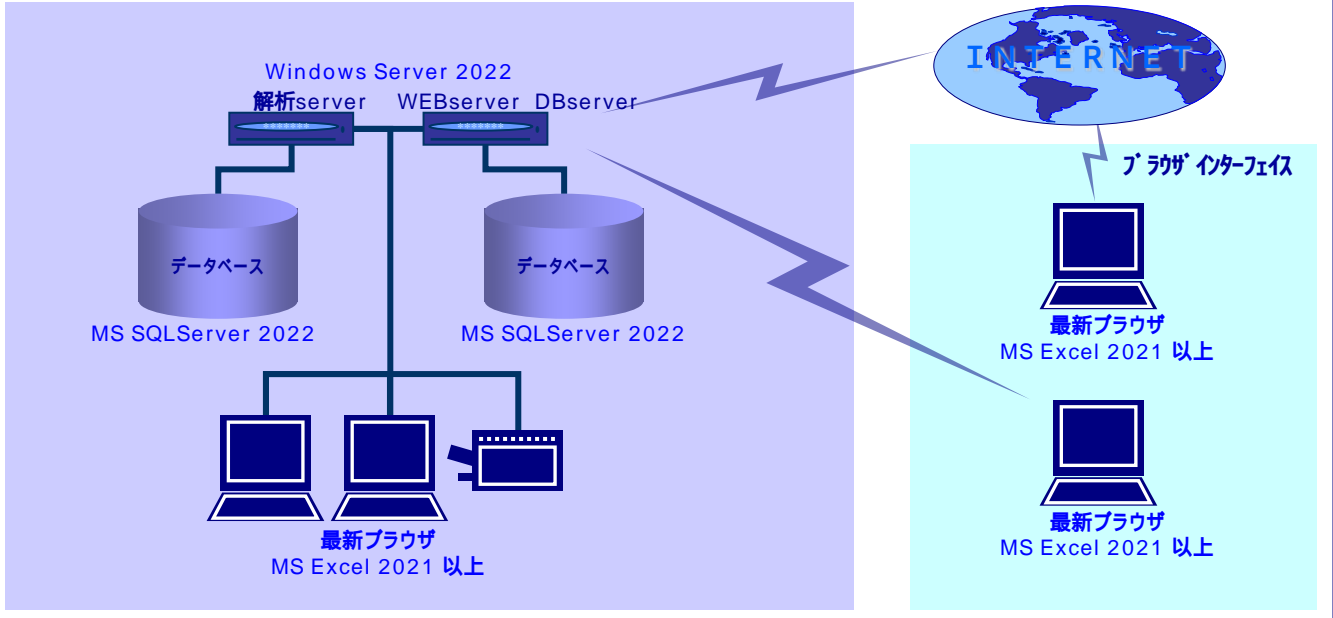 Windows Server 2022
解析server
WEBserver DBserver
*******
*******
データベース
データベース
MS SQLServer 2022
MS SQLServer 2022
最新ブラウザ
MS Excel 2021 以上
INTERNET
ブラウザインターフェイス
最新ブラウザ
MS Excel 2021 以上
最新ブラウザ
MS Excel 2021 以上